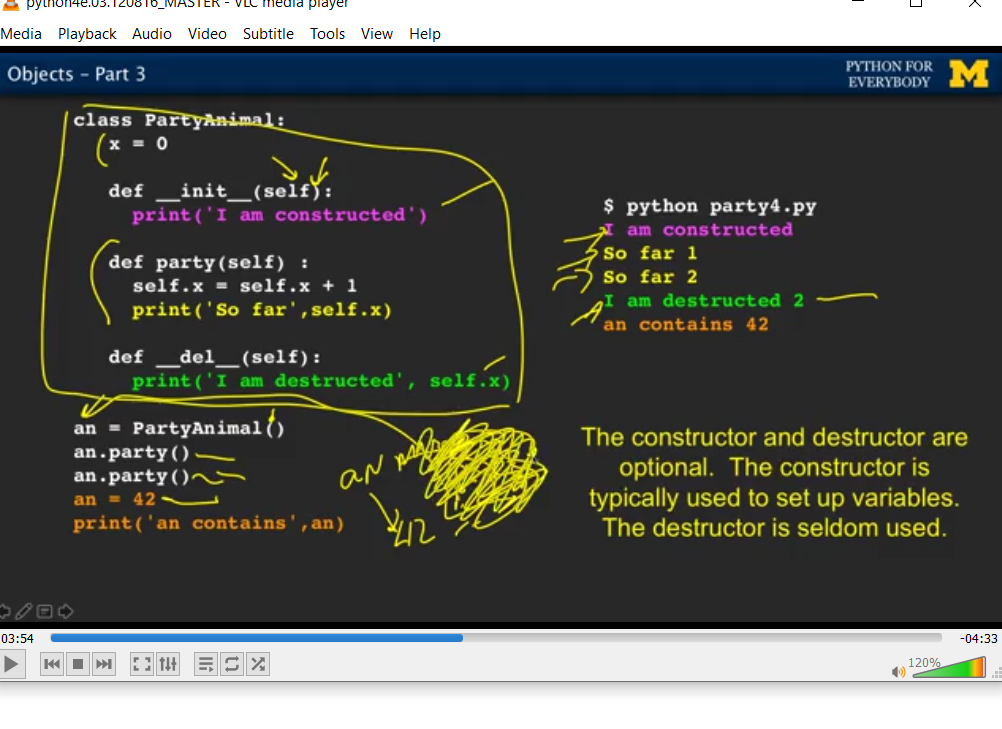 python4e.03.120816_MASTER - VLC media player
Media Playback Audio Video Subtitle Tools View Help
Objects – Part 3
PYTHON FOR
EVERYBODY
M
class PartyAnimal:
x = 0
def __init__(self):
print('I am constructed')
def party(self) :
self.x = self.x + 1
print('So far',self.x)
def __del__(self):
print('I am destructed', self.x)
an = PartyAnimal()
an.party()
an.party()
an = 42
print('an contains',an)
an
42
$ python party4.py
I am constructed
So far 1
So far 2
I am destructed 2
an contains 42
The constructor and destructor are
optional. The constructor is
typically used to set up variables.
The destructor is seldom used.
03:54
-04:33
120%